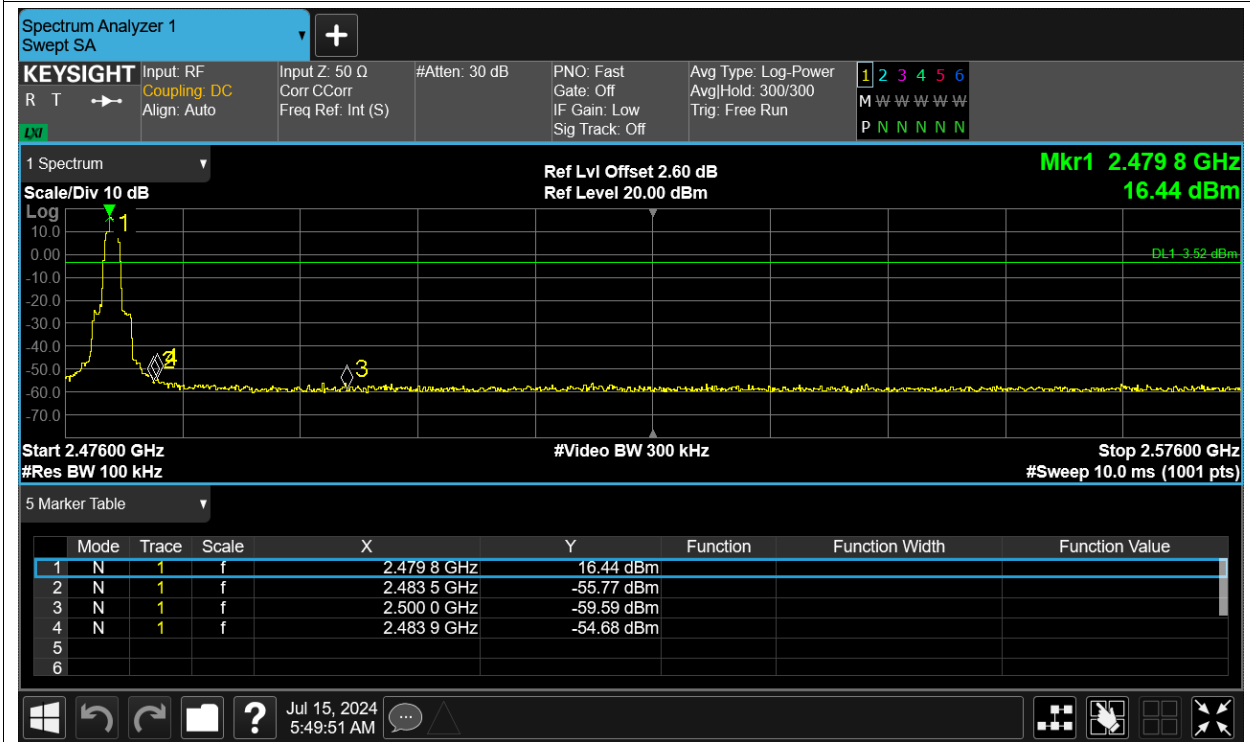 Spectrum Analyzer 1
Swept SA
+
KEYSIGHT Input: RF Input Z: 50 Ω #Atten: 30 dB PNO: Fast Avg Type: Log-Power 1 2 3 4 5 6
R T Coupling: DC Corr CCorr Gate: Off Avg|Hold: 300/300 M W W W W W
Align: Auto Freq Ref: Int (S) IF Gain: Low Trig: Free Run
LXI Sig Track: Off P N N N N N
1 Spectrum Ref Lvl Offset 2.60 dB Mkr1 2.479 8 GHz
Scale/Div 10 dB Ref Level 20.00 dBm 16.44 dBm
Log
1
10.0
0.00 DL1 -3.52 dBm
-10.0
-20.0
-30.0
-40.0
2 4
-50.0 3
-60.0
-70.0
Start 2.47600 GHz #Video BW 300 kHz Stop 2.57600 GHz
#Res BW 100 kHz #Sweep 10.0 ms (1001 pts)
5 Marker Table
Mode Trace Scale X Y Function Function Width Function Value
1 N 1 f 2.479 8 GHz 16.44 dBm
2 N 1 f 2.483 5 GHz -55.77 dBm
3 N 1 f 2.500 0 GHz -59.59 dBm
4 N 1 f 2.483 9 GHz -54.68 dBm
5
6
? Jul 15, 2024
5:49:51 AM